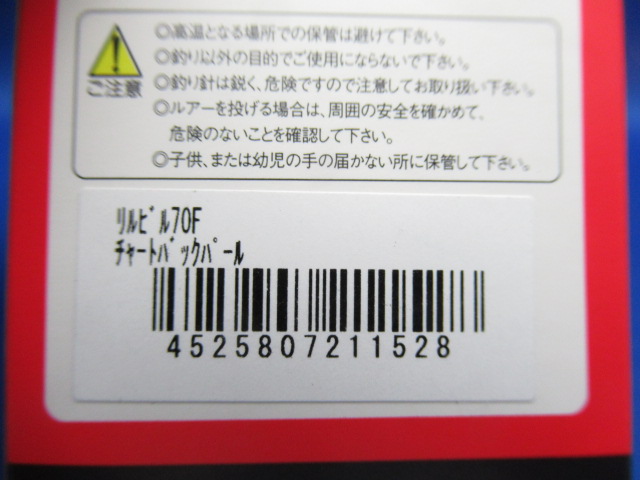 ◎高温となる場所での保管は避けて下さい。
◎釣り以外の目的でご使用にならないで下さい。
◎釣り針は鋭く、危険ですので注意してお取り扱い下さい。
◎ルアーを投げる場合は、周囲の安全を確かめて、
危険のないことを確認して下さい。
◎子供、または幼児の手の届かない所に保管して下さい。
ご注意
ﾘﾙﾋﾞﾙ70F
ﾁｬｰﾄﾊﾞｯｸﾊﾟｰﾙ
4525807211528